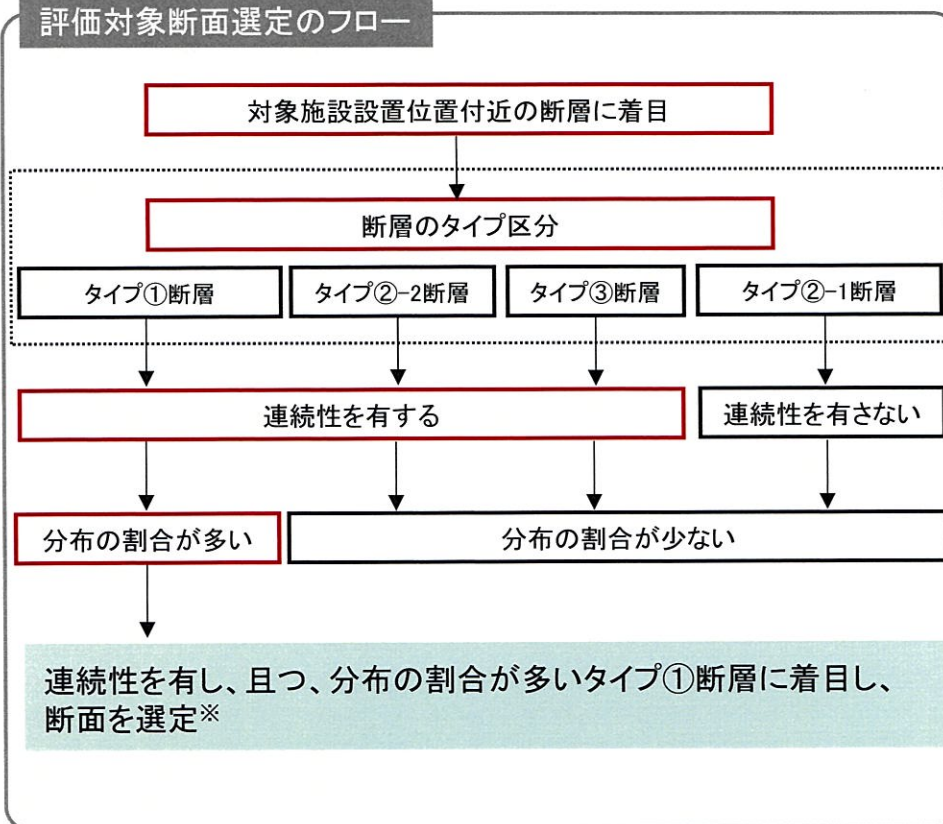 評価対象断面選定のフロー
対象施設設置位置付近の断層に着目
断層のタイプ区分
タイプ①断層
タイプ②-2断層
タイプ③断層
タイプ②-1断層
連続性を有する
連続性を有さない
分布の割合が多い
分布の割合が少ない
連続性を有し、且つ、分布の割合が多いタイプ①断層に着目し、
断面を選定※